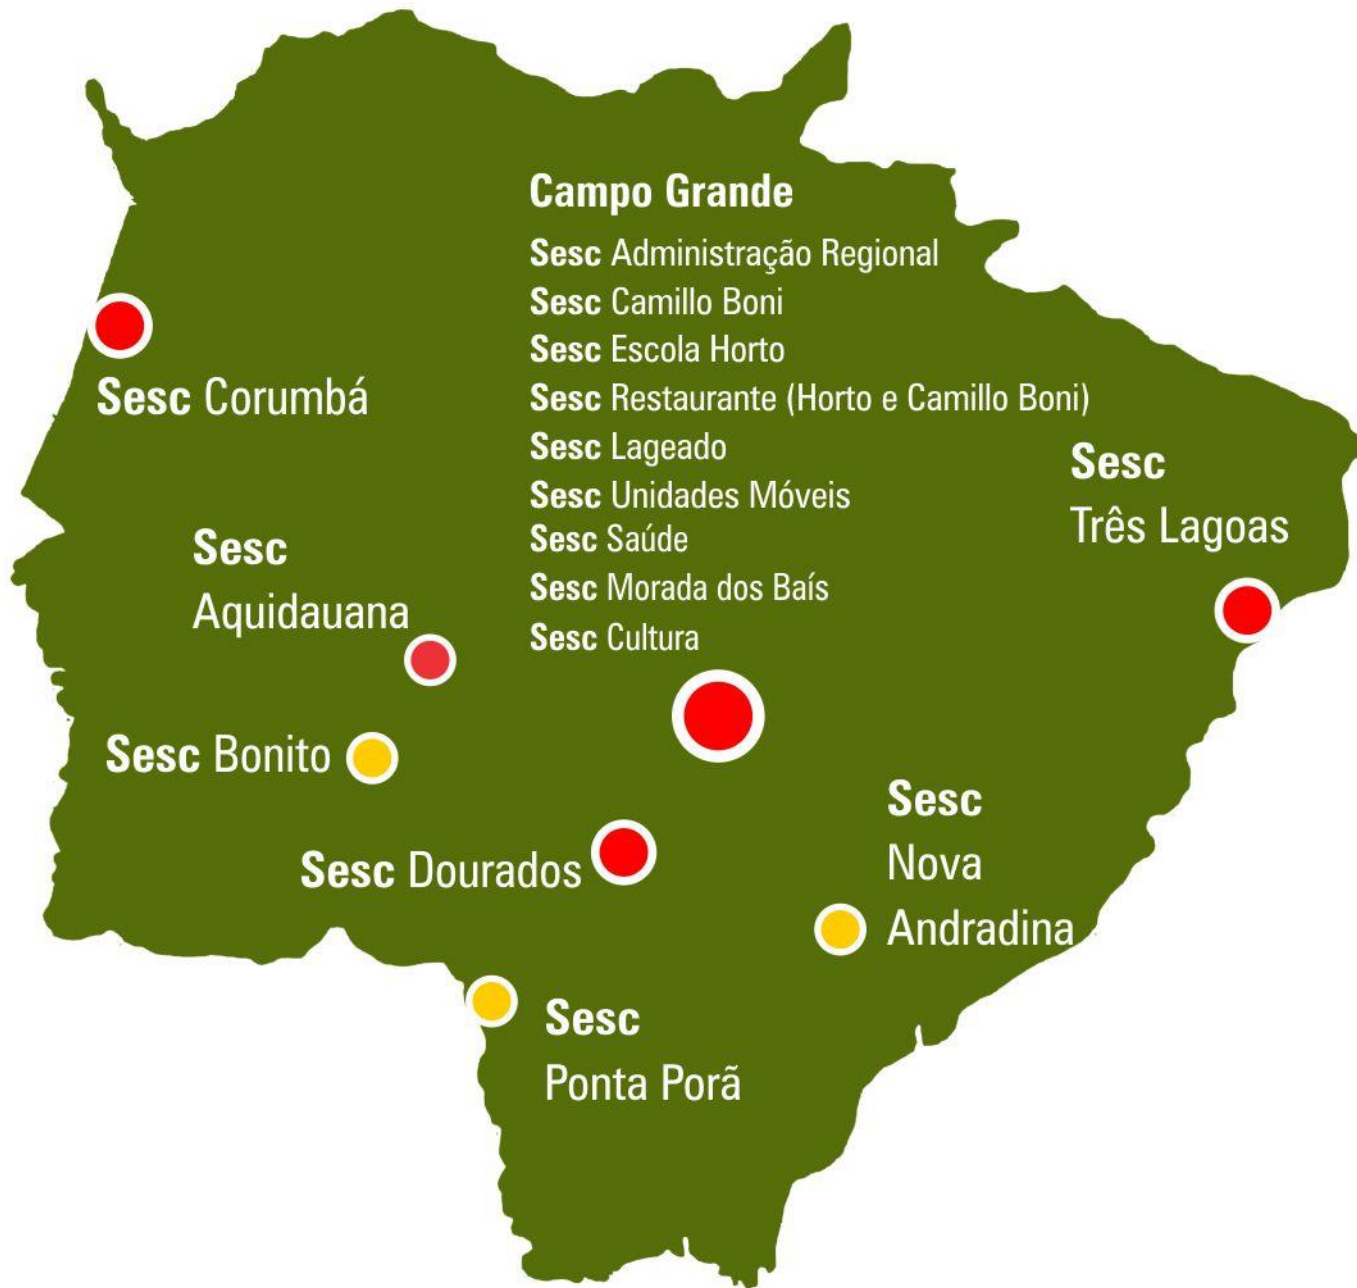 Campo Grande
Sesc Administração Regional
Sesc Camillo Boni
Sesc Escola Horto
Sesc Restaurante (Horto e Camillo Boni)
Sesc Lageado
Sesc Unidades Móveis
Sesc Saúde
Sesc Morada dos Baís
Sesc Cultura
Sesc Corumbá
Sesc
Três Lagoas
Sesc
Aquidauana
Sesc Bonito
Sesc Dourados
Sesc
Nova
Andradina
Sesc
Ponta Porã